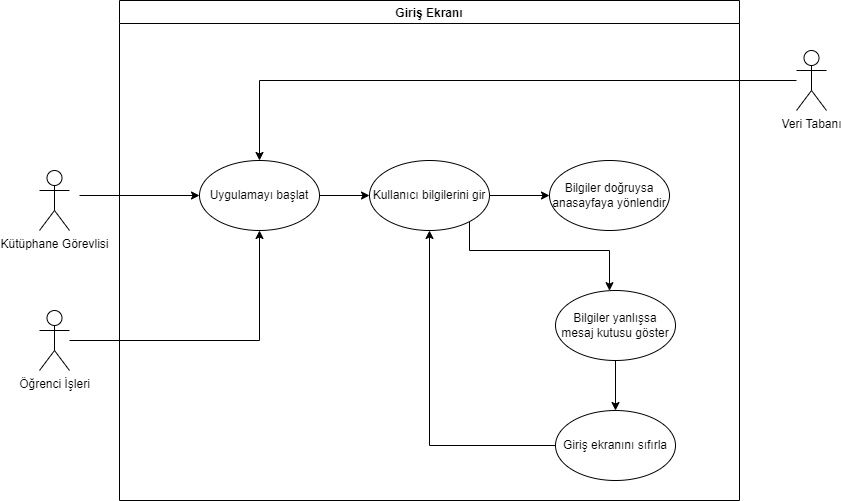 Giriş Ekranı
Veri Tabanı
Kütüphane Görevlisi
Uygulamayı başlat
Kullanıcı bilgilerini gir
Bilgiler doğruysa
anasayfaya yönlendir
Öğrenci İşleri
Bilgiler yanlışsa
mesaj kutusu göster
Giriş ekranını sıfırla